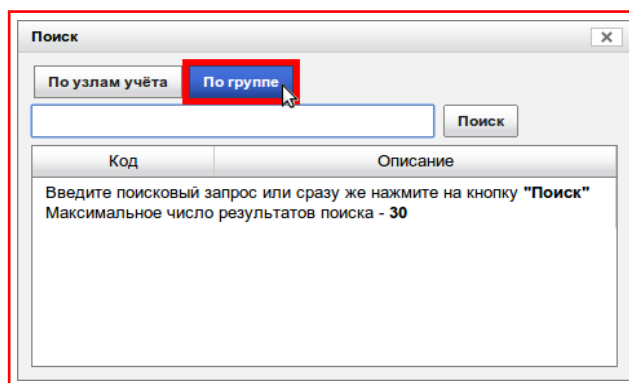 Поиск
По узлам учёта По группе
Поиск
Код Описание
Введите поисковый запрос или сразу же нажмите на кнопку "Поиск"
Максимальное число результатов поиска - 30